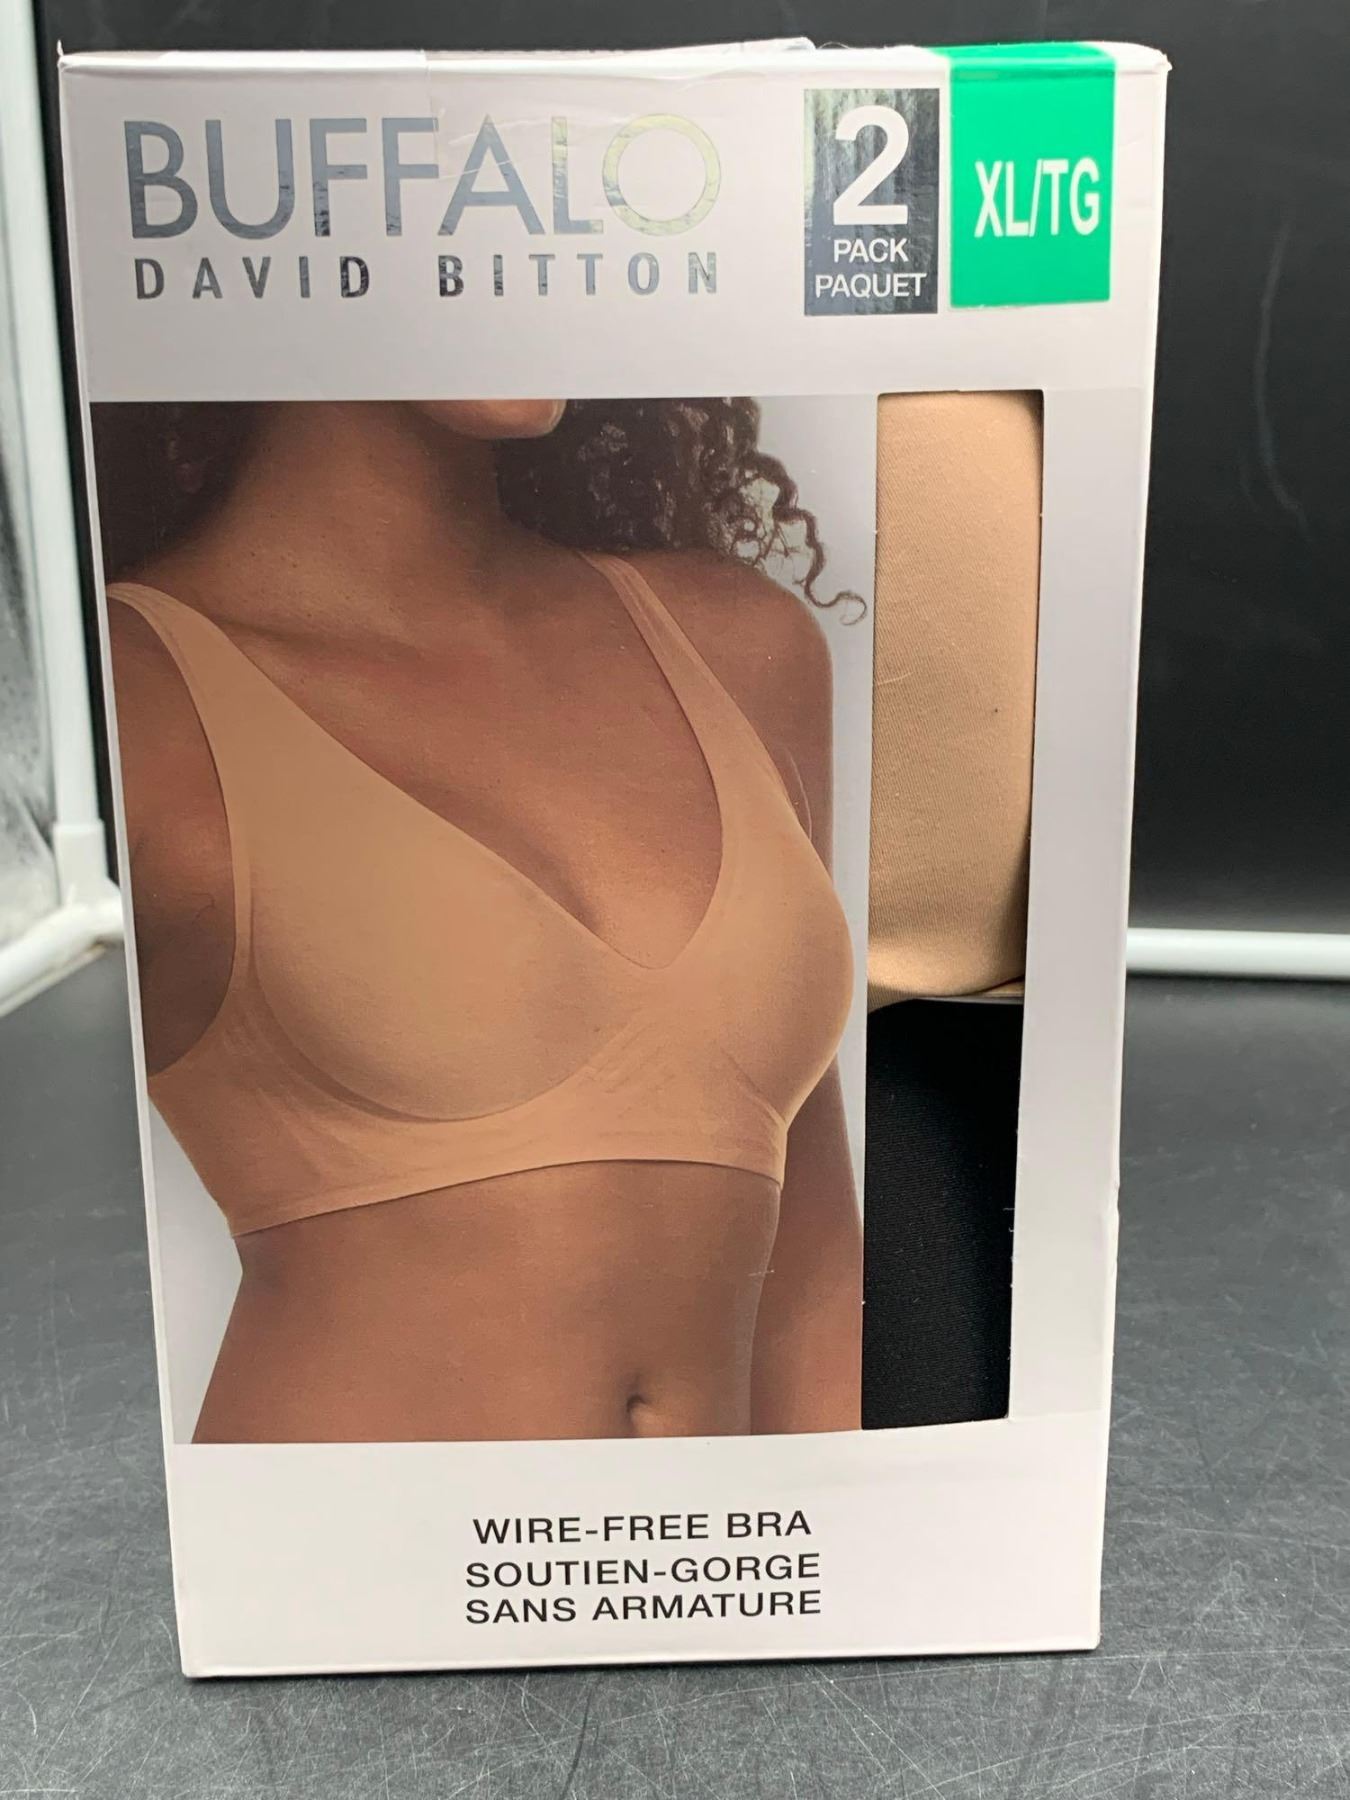 BUFFALO
DAVID BITTON
2
PACK
PAQUET
XL/TG
WIRE-FREE BRA
SOUTIEN-GORGE
SANS ARMATURE